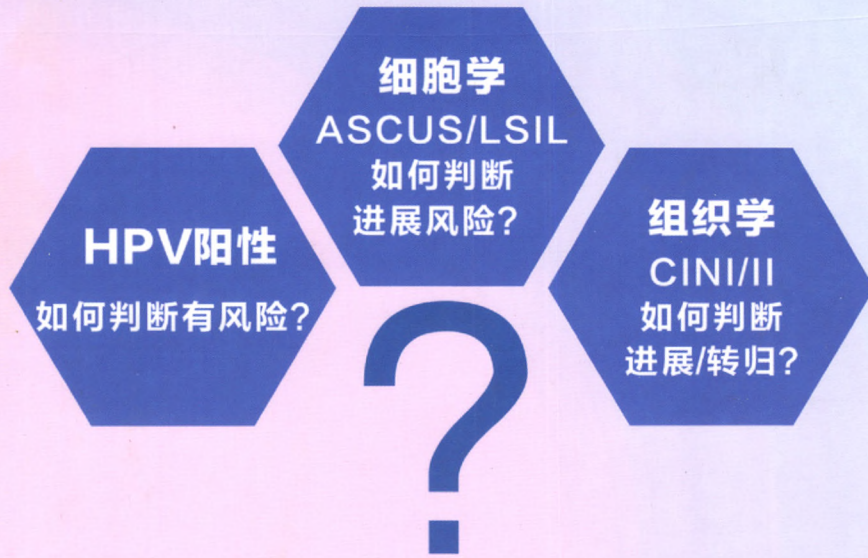 HPV阳性
如何判断有风险?
细胞学
ASCUS/LSIL
如何判断
进展风险?
组织学
CINI/II
如何判断
进展/转归?
?